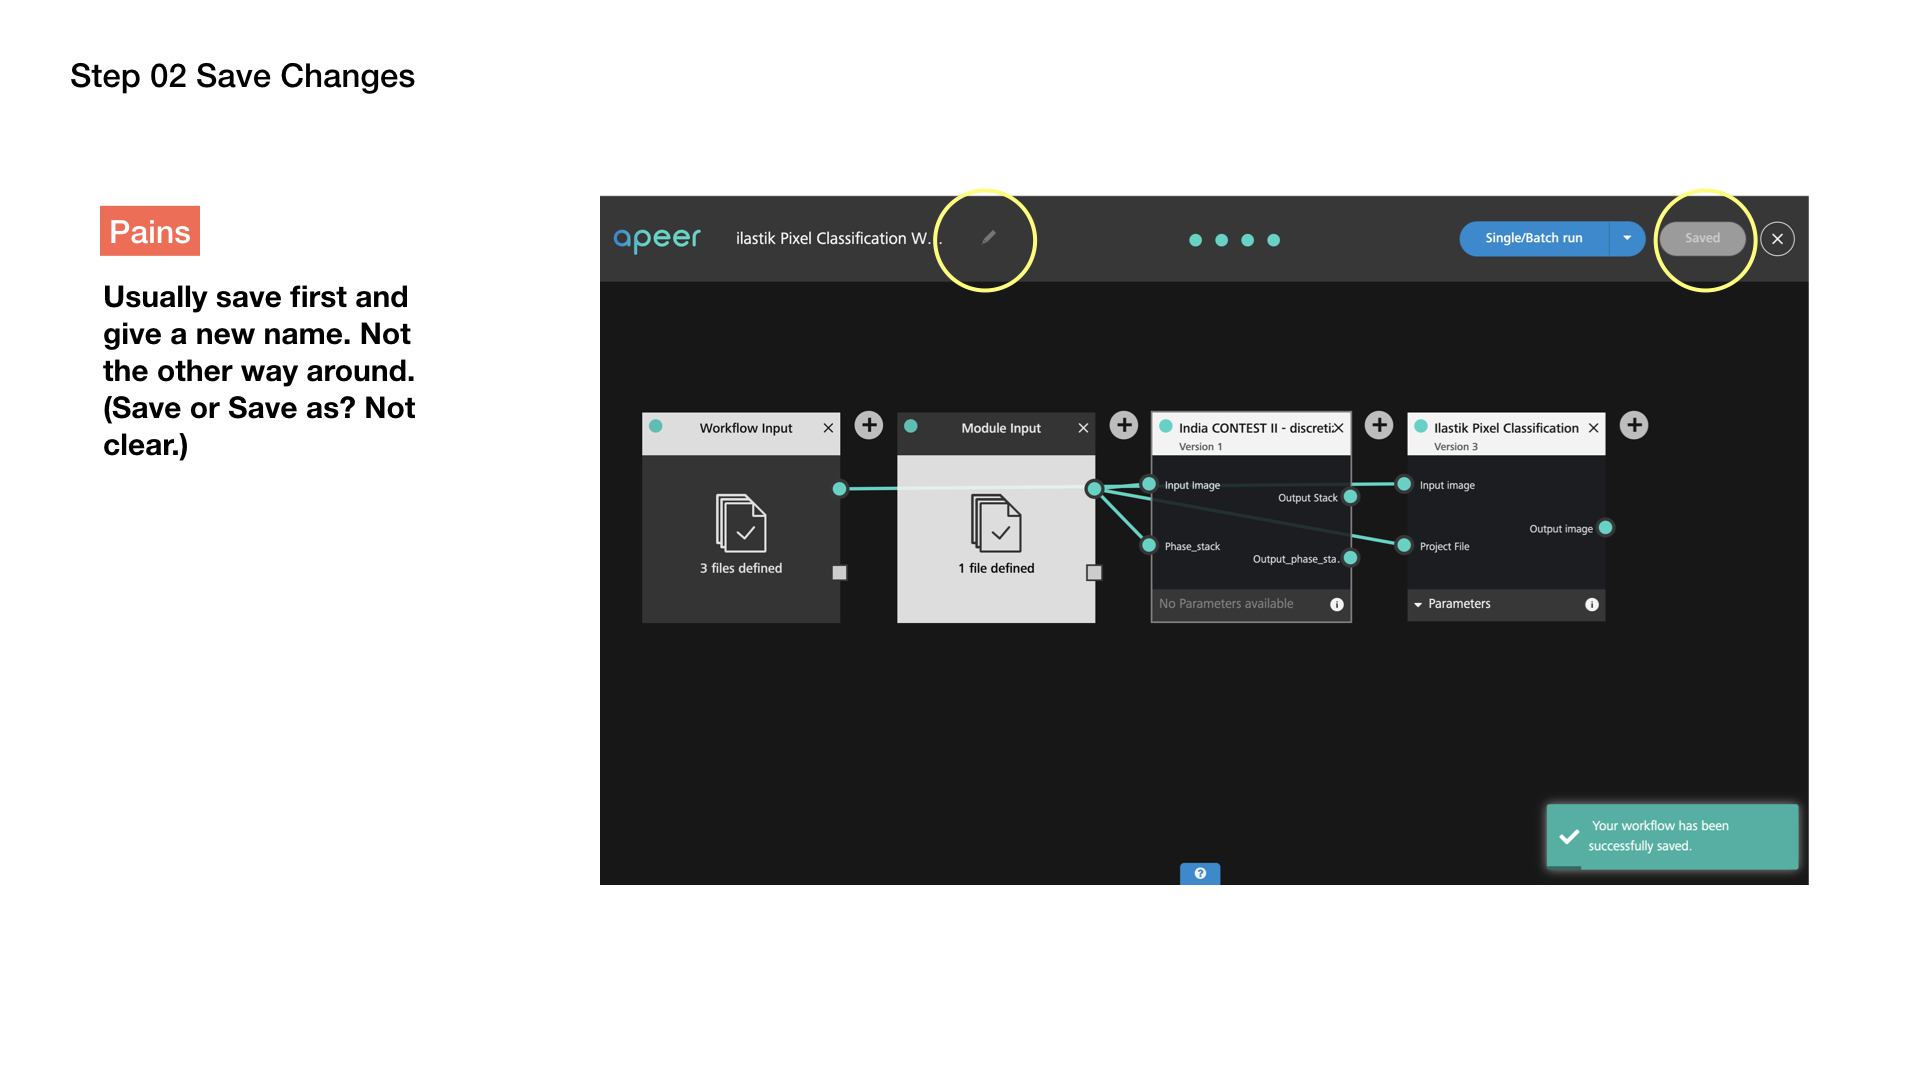 Step 02 Save Changes
Pains
Usually save first and
give a new name. Not
the other way around.
(Save or Save as? Not
clear.)
apeer
ilastik Pixel Classification W...
Single/Batch run
Saved
Workflow Input
3 files defined
Module Input
1 file defined
India CONTEST II - discreti
Version 1
Input Image
Output Stack
Phase_stack
Output_phase_sta.
No Parameters available
Ilastik Pixel Classification
Version 3
Input image
Output image
Project File
Parameters
Your workflow has been
successfully saved.